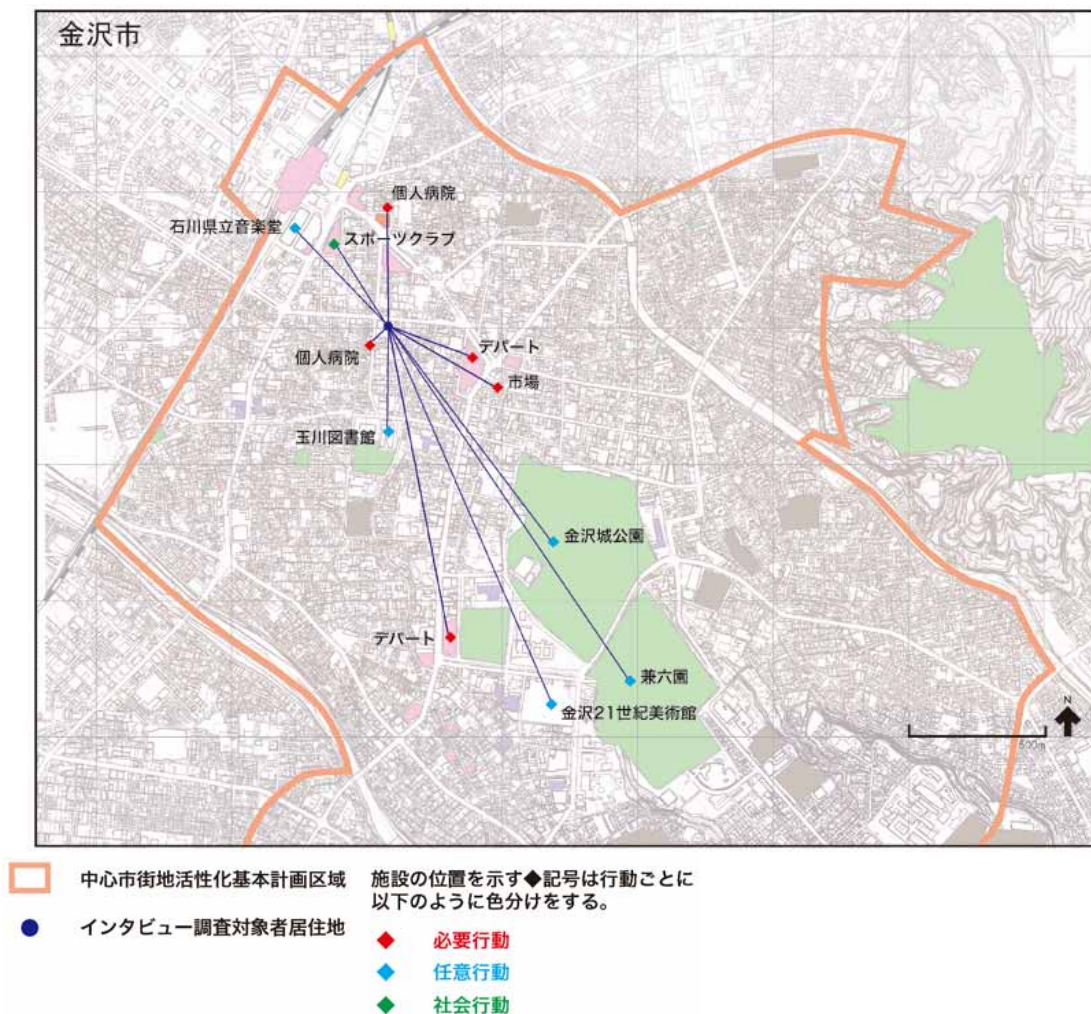 金沢市
個人病院
石川県立音楽堂
スポーツクラブ
個人病院
デパート
市場
玉川図書館
金沢城公園
デパート
兼六園
金沢21世紀美術館
N
500m
中心市街地活性化基本計画区域
インタビュー調査対象者居住地
施設の位置を示す◆記号は行動ごとに
以下のように色分けをする。
必要行動
任意行動
社会行動